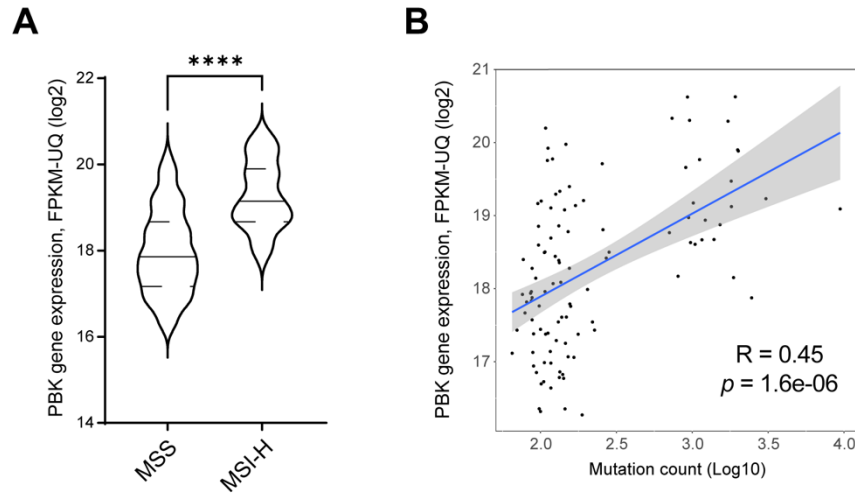 A
PBK gene expression, FPKM-UQ (log2)
22
20
18
16
14
****
MSS
MSI-H
B
PBK gene expression, FPKM-UQ (log2)
21
20
19
18
17
R = 0.45
p = 1.6e-06
2.0
2.5
3.0
3.5
4.0
Mutation count (Log10)